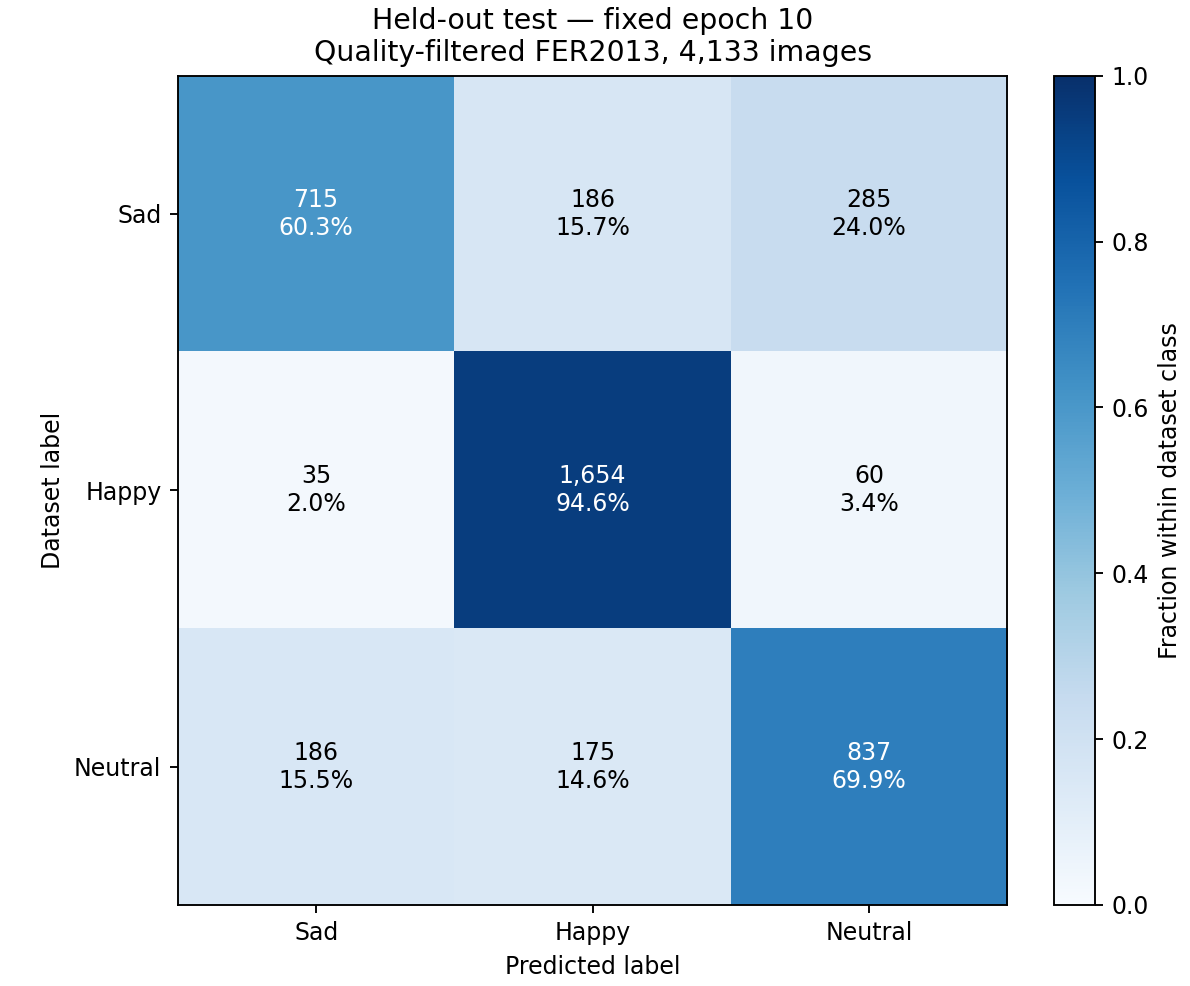 Held-out test — fixed epoch 10
Quality-filtered FER2013, 4,133 images
Dataset label
Sad
715
60.3%
186
15.7%
285
24.0%
Happy
35
2.0%
1,654
94.6%
60
3.4%
Neutral
186
15.5%
175
14.6%
837
69.9%
Sad
Happy
Neutral
Predicted label
1.0
0.8
0.6
0.4
0.2
0.0
Fraction within dataset class